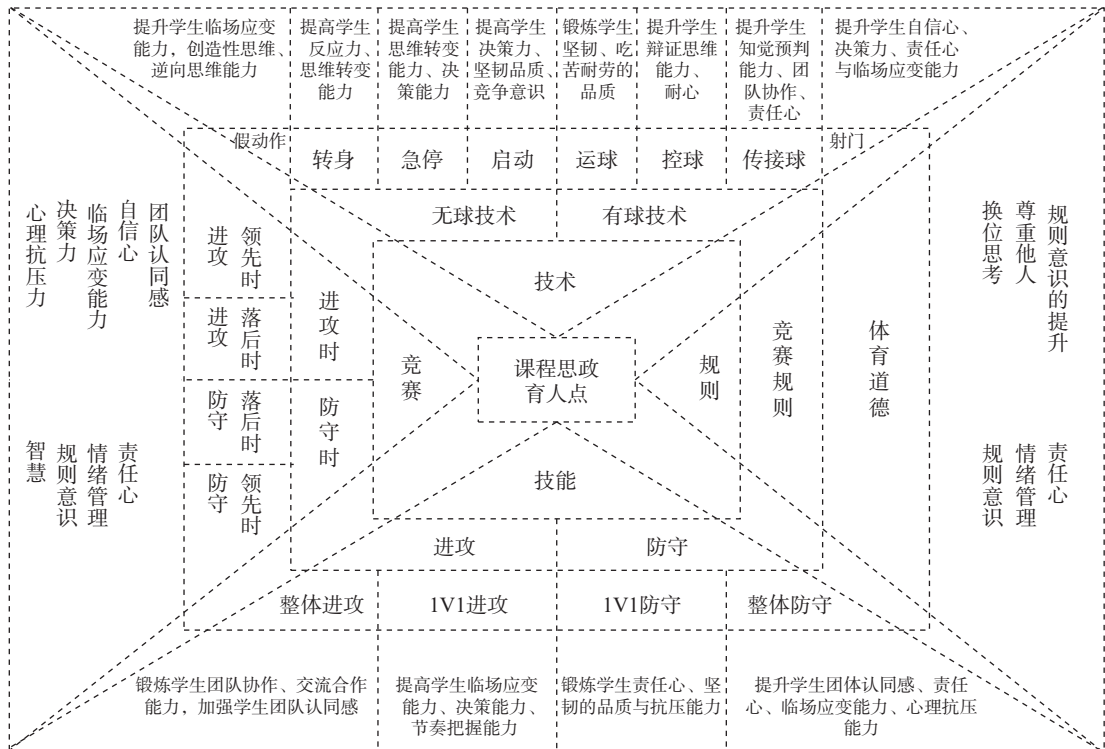 提升学生临场应变
能力，创造性思维、
逆向思维能力
提高学生
反应力、
思维转变
能力
提高学生
思维转变
能力、决
策能力
提高学生
决策力、
坚韧品质、
竞争意识
锻炼学生
坚韧、吃
苦耐劳的
品质
提升学生
辩证思维
能力、
耐心
提升学生
知觉预判
能力、团
队协作、
责任心
提升学生自信心、
决策力、责任心
与临场应变能力
假动作
转身
急停
启动
运球
控球
传接球
射门
无球技术
有球技术
技术
团队认同感
自信心
临场应变能力
决策力
心理抗压力
责任心
情绪管理
规则意识
智慧
领先时
进攻
落后时
进攻
落后时
防守
领先时
防守
进攻时
防守时
竞赛
课程思政
育人点
规则
竞赛规则
体育道德
规则意识的提升
尊重他人
换位思考
责任心
情绪管理
规则意识
技能
进攻
防守
整体进攻
1V1进攻
1V1防守
整体防守
锻炼学生团队协作、交流合作
能力，加强学生团队认同感
提高学生临场应变
能力、决策能力、
节奏把握能力
锻炼学生责任心、坚
韧的品质与抗压能力
提升学生团体认同感、责任
心、临场应变能力、心理抗压
能力